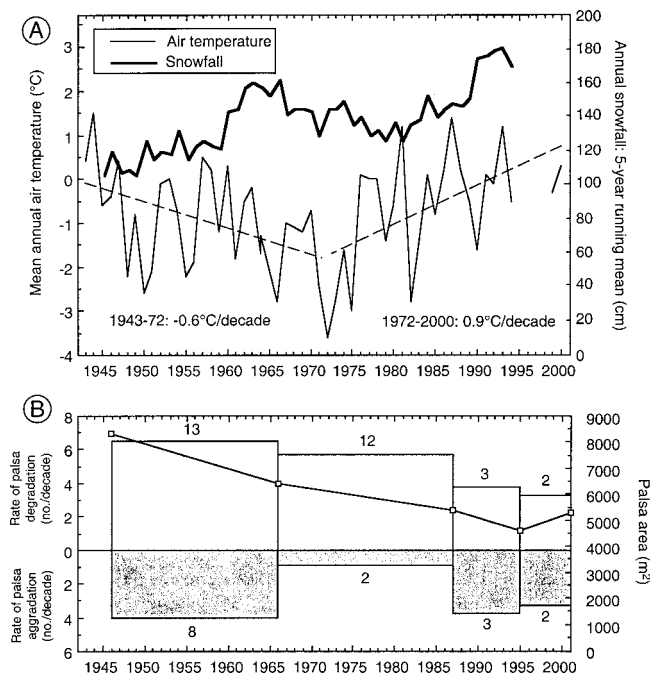 A
Air temperature
Snowfall
Mean annual air temperature (°C)
3
2
1
0
-1
-2
-3
-4
Annual snowfall: 5-year running mean (cm)
200
180
160
140
120
100
80
60
40
20
0
1943-72: -0.6°C/decade
1972-2000: 0.9°C/decade
1945 1950 1955 1960 1965 1970 1975 1980 1985 1990 1995 2000
B
Rate of palsa
degradation
(no./decade)
Rate of palsa
aggradation
(no./decade)
8
6
4
2
0
2
4
6
13
12
3
2
8
2
3
2
Palsa area (m²)
9000
8000
7000
6000
5000
4000
3000
2000
1000
0
1945 1950 1955 1960 1965 1970 1975 1980 1985 1990 1995 2000